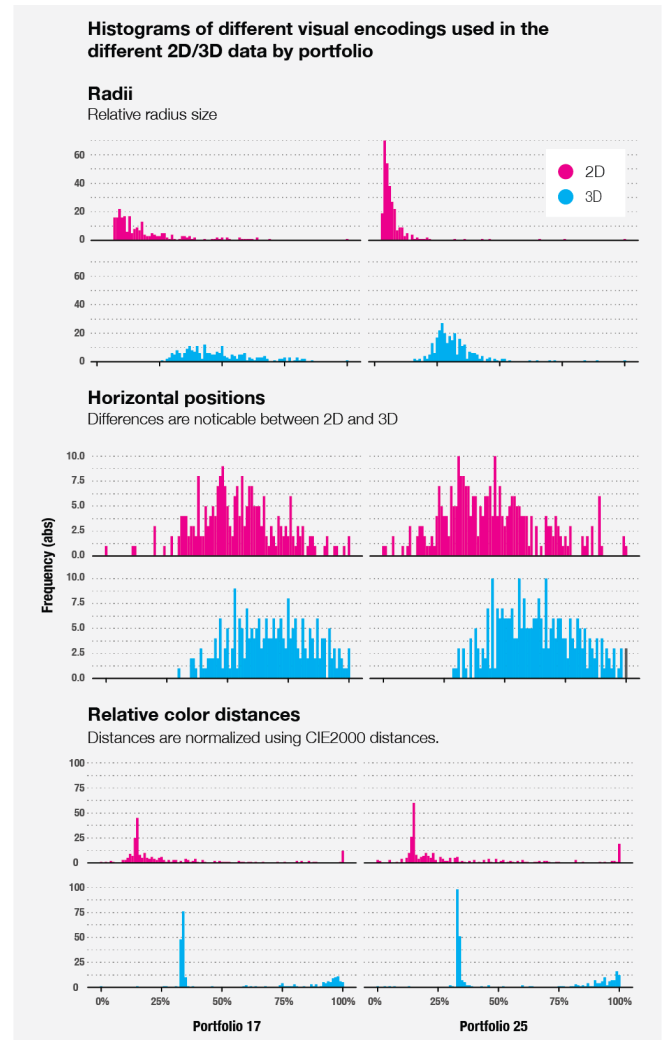 Histograms of different visual encodings used in the
different 2D/3D data by portfolio
Radii
Relative radius size
60
40
20
0
2D
3D
60
40
20
0
Horizontal positions
Differences are noticable between 2D and 3D
Frequency (abs)
10.0
7.5
5.0
2.5
0.0
10.0
7.5
5.0
2.5
0.0
Relative color distances
Distances are normalized using CIE2000 distances.
100
75
50
25
0
100
75
50
25
0
0% 25% 50% 75% 100% 0% 25% 50% 75% 100%
Portfolio 17 Portfolio 25